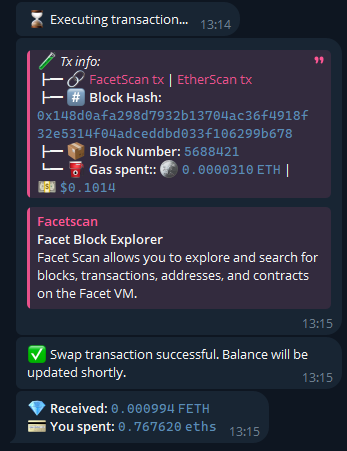 Executing transaction...
13:14
Tx info:
FacetScan tx | EtherScan tx
Block Hash:
0x148d0afa298d7932b13704ac36f4918f
32e5314f04adceddbd033f106299b678
Block Number: 5688421
Gas spent:: 0.0000310 ETH |
$0.1014
Facetscan
Facet Block Explorer
Facet Scan allows you to explore and search for
blocks, transactions, addresses, and contracts
on the Facet VM.
13:15
Swap transaction successful. Balance will be
updated shortly.
13:15
Received: 0.000994 FETH
You spent: 0.767620 eths
13:15